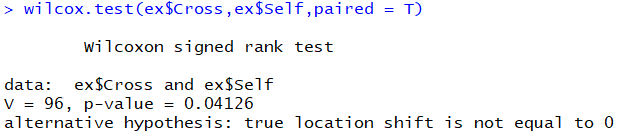 > wilcox.test(ex$Cross,ex$Self,paired = T)
Wilcoxon signed rank test
data: ex$Cross and ex$Self
V = 96, p-value = 0.04126
alternative hypothesis: true location shift is not equal to 0